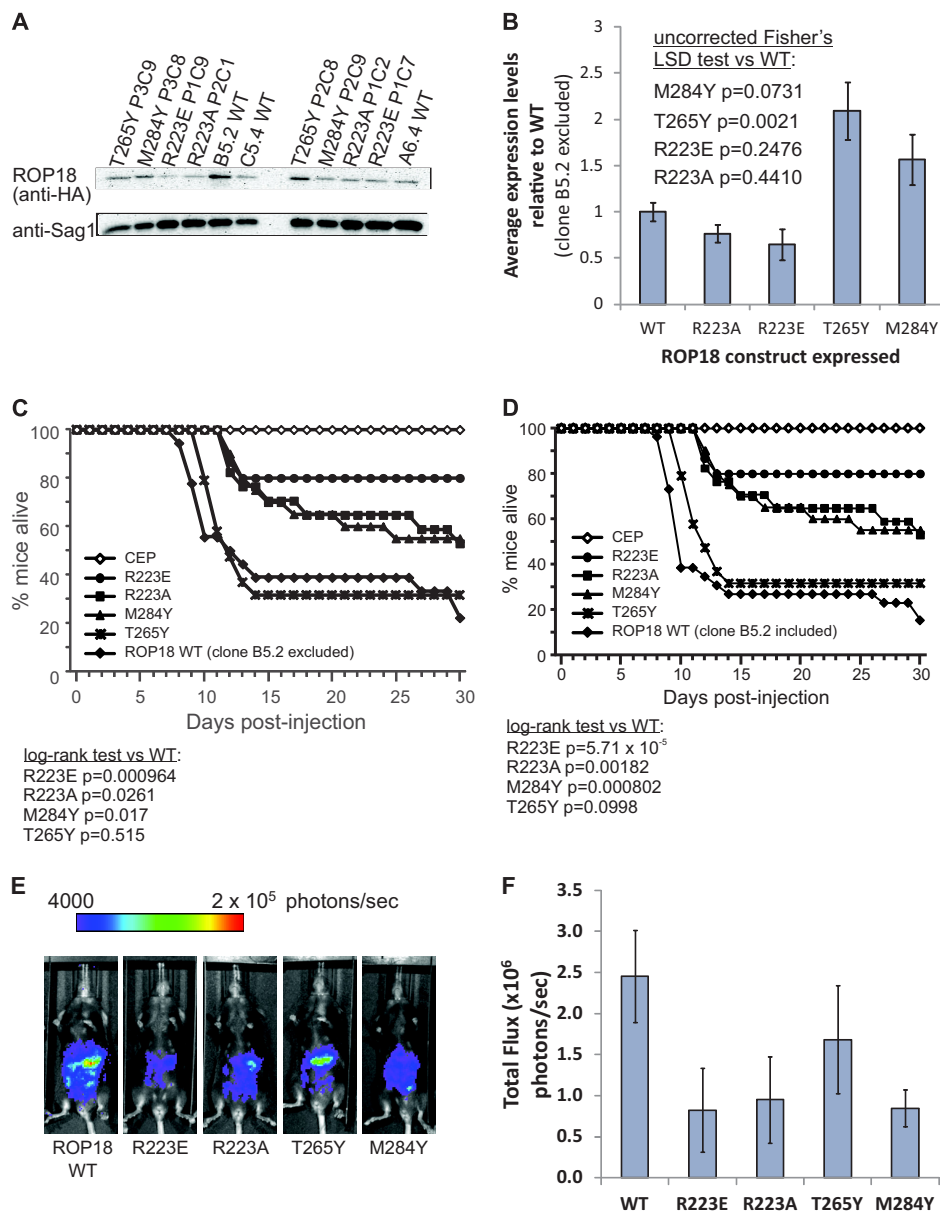 A
T265Y P3C9
M284Y P3C8
R223E P1C9
R223A P2C1
B5.2 WT
C5.4 WT
T265Y P2C8
M284Y P2C9
R223A P1C2
R223E P1C7
A6.4 WT
ROP18
(anti-HA)
anti-Sag1
B
Average expression levels
relative to WT
(clone B5.2 excluded)
3
2.5
2
1.5
1
0.5
0
uncorrected Fisher's
LSD test vs WT:
M284Y p=0.0731
T265Y p=0.0021
R223E p=0.2476
R223A p=0.4410
WT R223A R223E T265Y M284Y
ROP18 construct expressed
C
% mice alive
100
80
60
40
20
0
CEP
R223E
R223A
M284Y
T265Y
ROP18 WT (clone B5.2 excluded)
0 5 10 15 20 25 30
Days post-injection
log-rank test vs WT:
R223E p=0.000964
R223A p=0.0261
M284Y p=0.017
T265Y p=0.515
D
% mice alive
100
80
60
40
20
0
CEP
R223E
R223A
M284Y
T265Y
ROP18 WT (clone B5.2 included)
0 5 10 15 20 25 30
Days post-injection
log-rank test vs WT:
R223E p=5.71 x 10⁻⁵
R223A p=0.00182
M284Y p=0.000802
T265Y p=0.0998
E
4000 2 x 10⁵ photons/sec
ROP18
WT
R223E
R223A
T265Y
M284Y
F
Total Flux (x10⁶
photons/sec)
3.5
3.0
2.5
2.0
1.5
1.0
0.5
0.0
WT R223E R223A T265Y M284Y